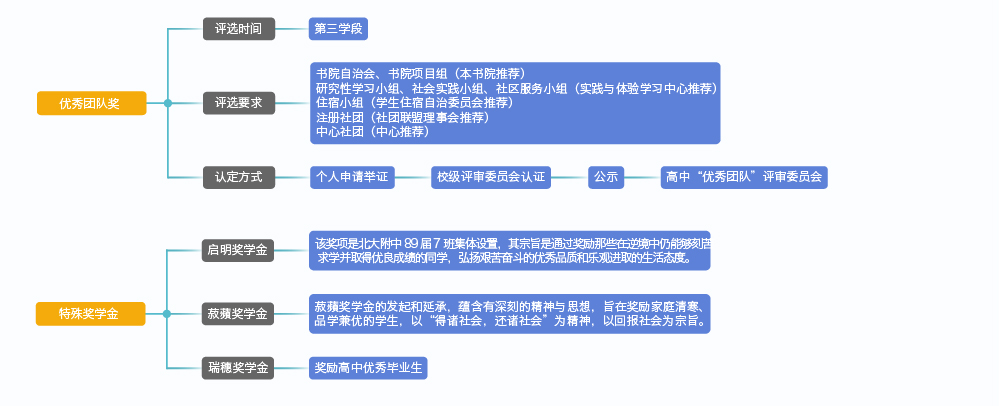 优秀团队奖
评选时间
第三学段
评选要求
书院自治会、书院项目组（本书院推荐）
研究性学习小组、社会实践小组、社区服务小组（实践与体验学习中心推荐）
住宿小组（学生住宿自治委员会推荐）
注册社团（社团联盟理事会推荐）
中心社团（中心推荐）
认定方式
个人申请举证
校级评审委员会认证
公示
高中“优秀团队”评审委员会
特殊奖学金
启明奖学金
该奖项是北大附中 89 届 7 班集体设置，其宗旨是通过奖励那些在逆境中仍能够刻苦
求学并取得优良成绩的同学，弘扬艰苦奋斗的优秀品质和乐观进取的生活态度。
菽蘋奖学金
菽蘋奖学金的发起和延承，蕴含有深刻的精神与思想，旨在奖励家庭清寒、
品学兼优的学生，以“得诸社会，还诸社会”为精神，以回报社会为宗旨。
瑞穗奖学金
奖励高中优秀毕业生